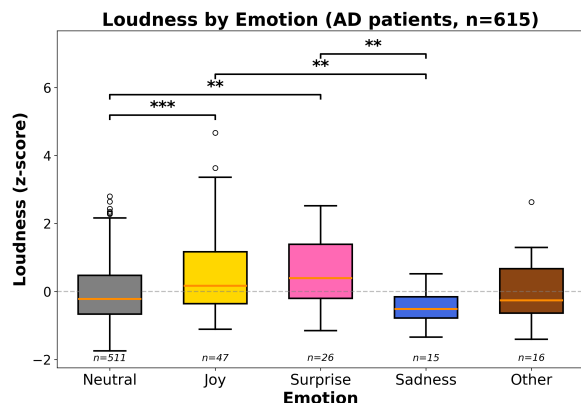 Loudness by Emotion (AD patients, n=615)
**
**
**
***
6
4
2
0
−2
Loudness (z-score)
n=511 n=47 n=26 n=15 n=16
Neutral Joy Surprise Sadness Other
Emotion